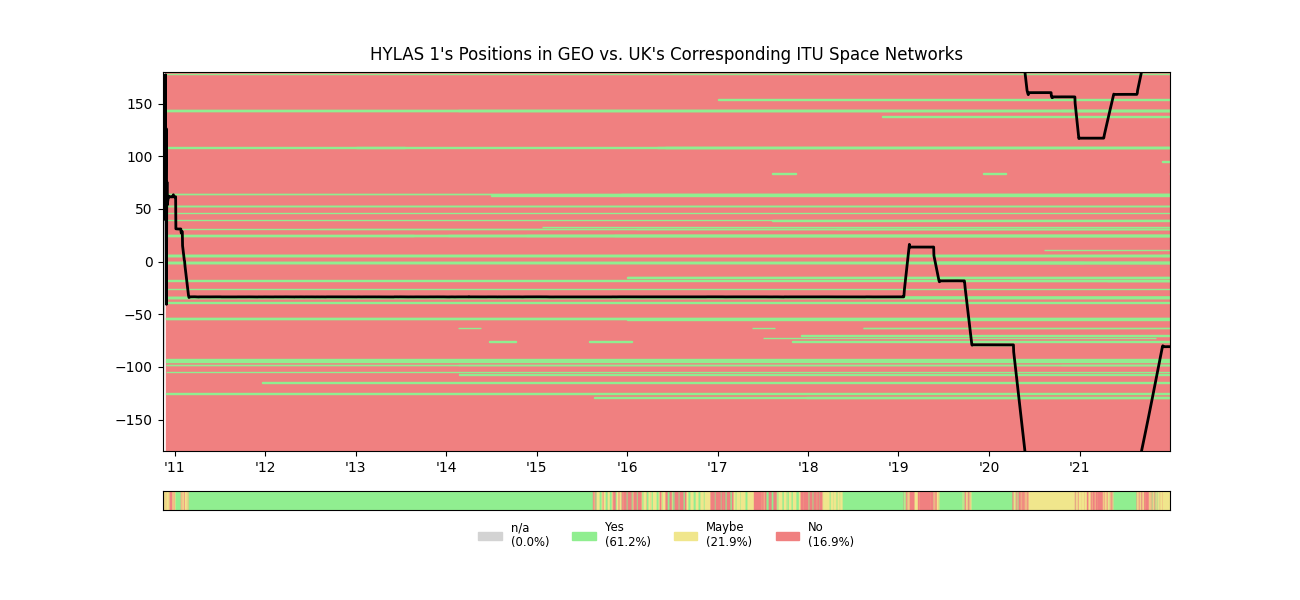 HYLAS 1's Positions in GEO vs. UK's Corresponding ITU Space Networks
150
100
50
0
−50
−100
−150
'11 '12 '13 '14 '15 '16 '17 '18 '19 '20 '21
n/a Yes Maybe No
(0.0%) (61.2%) (21.9%) (16.9%)